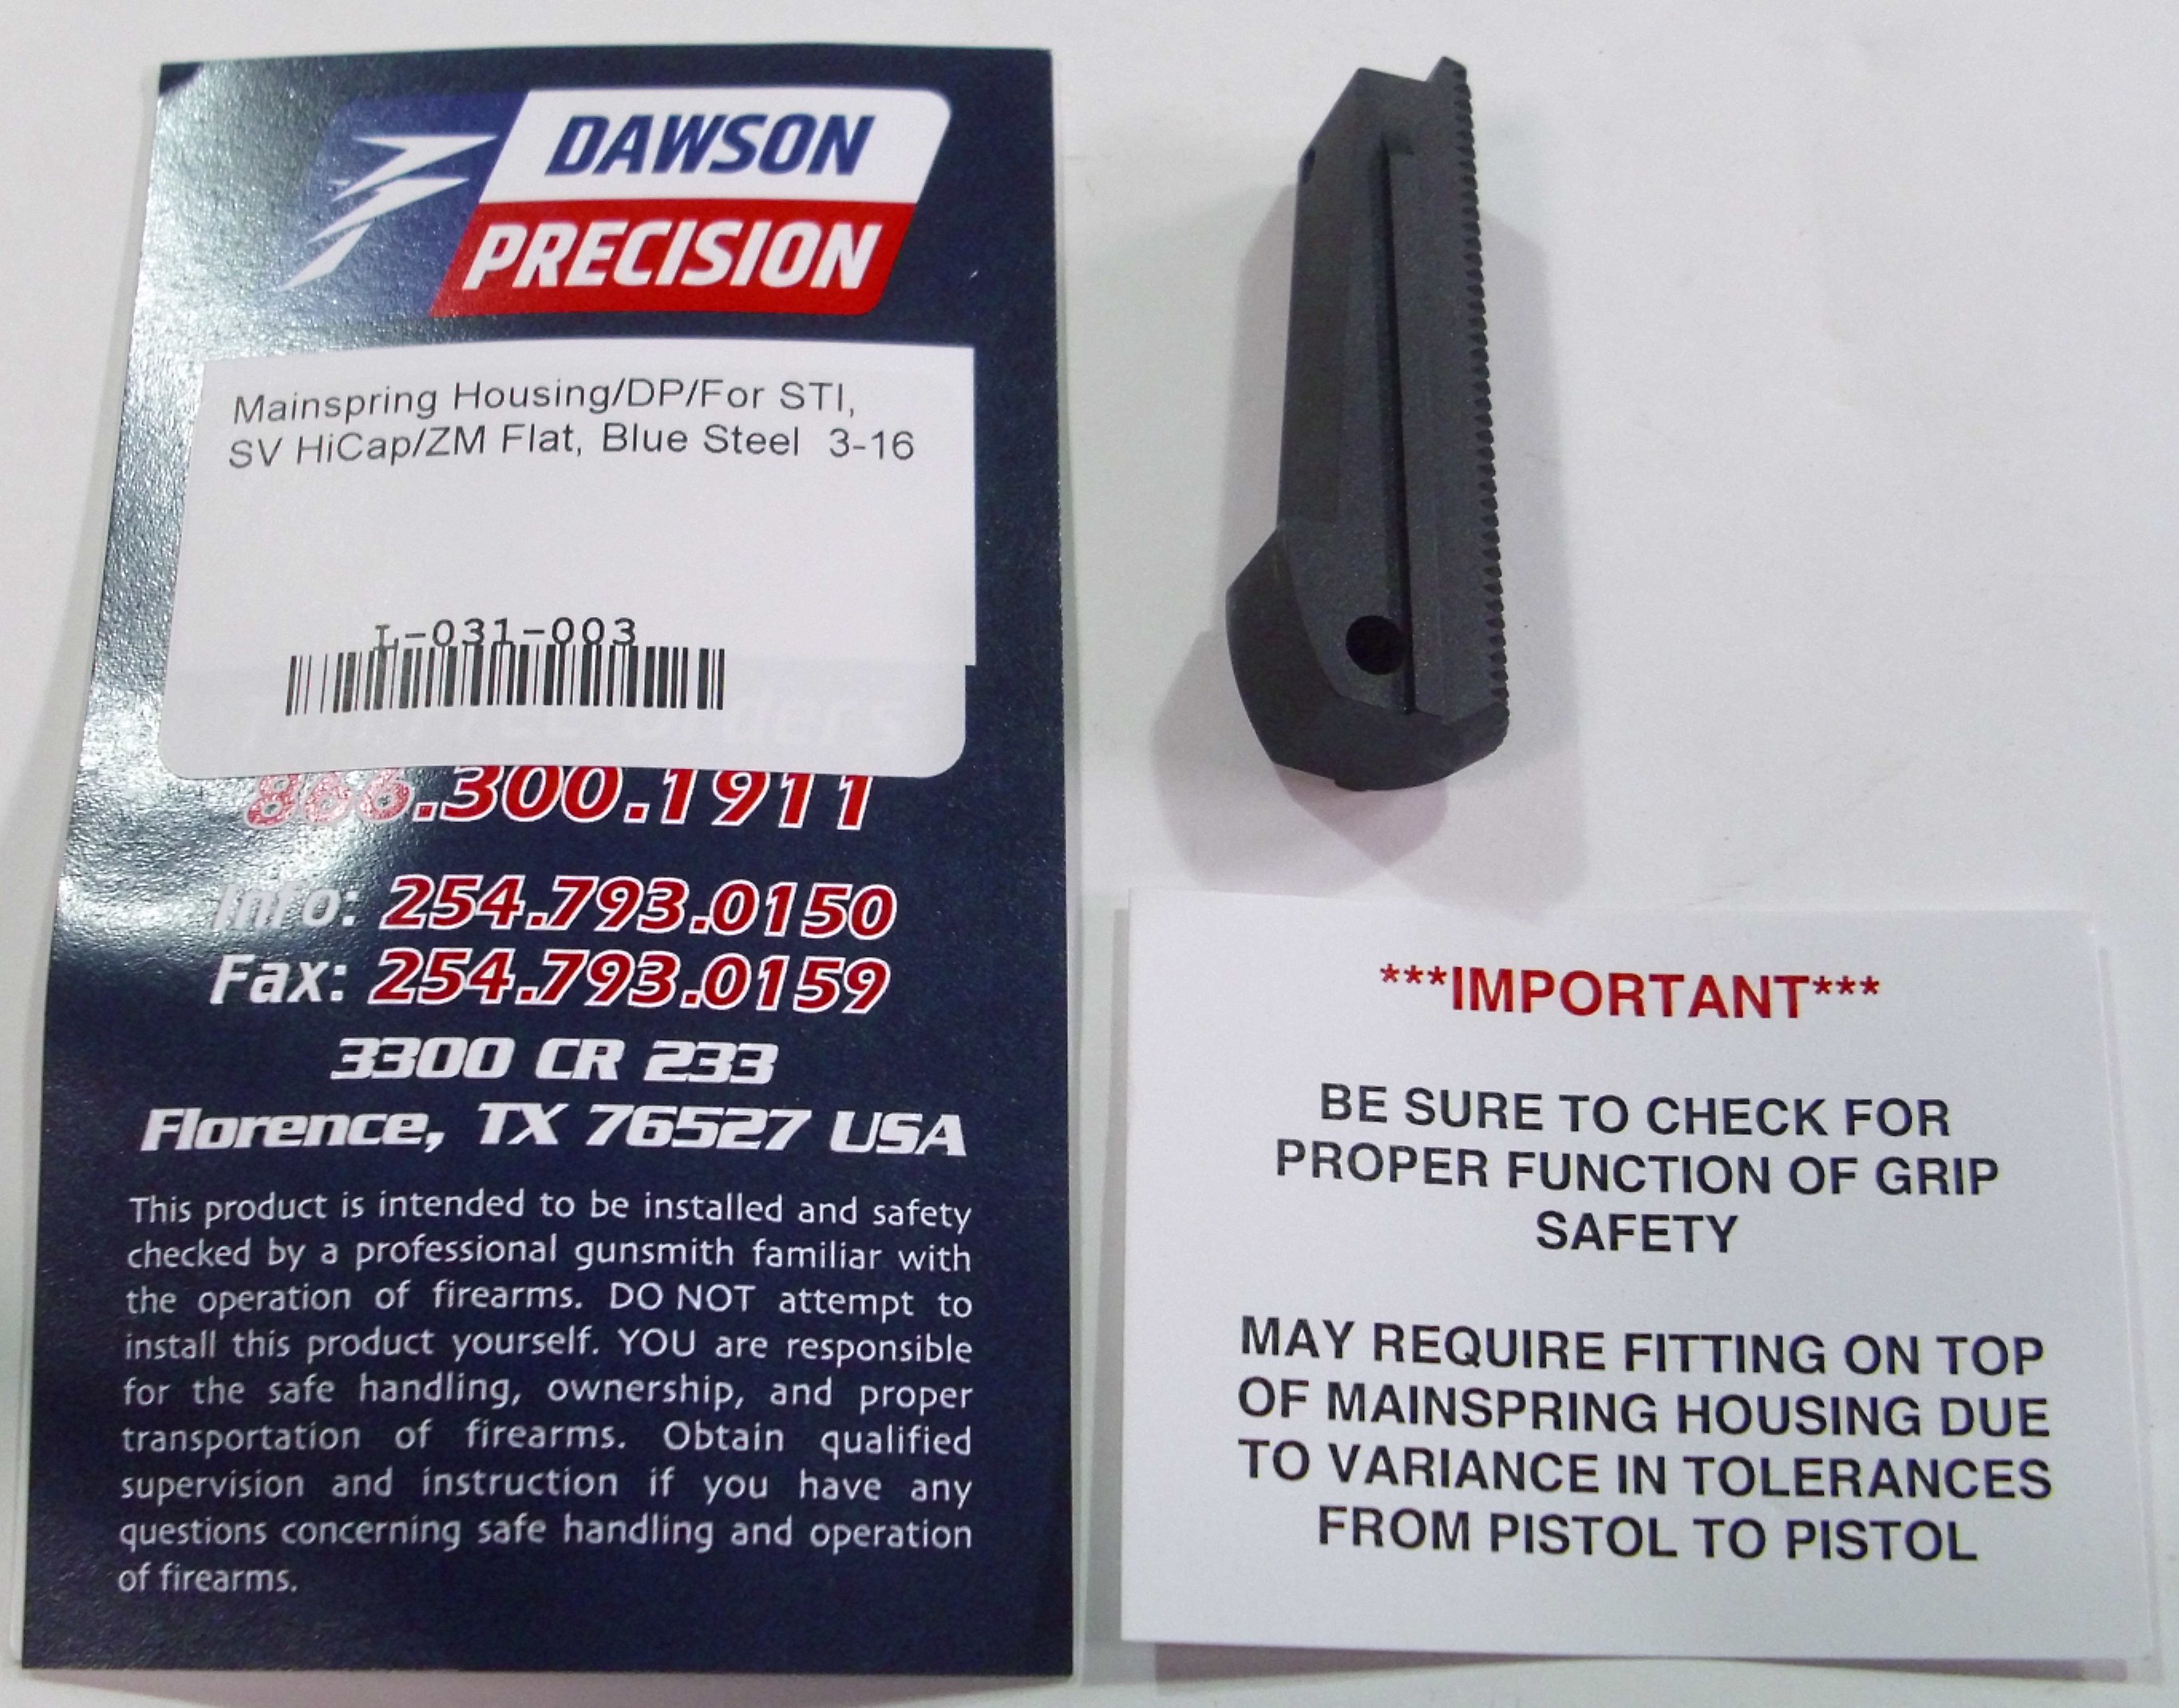 DAWSON
PRECISION
Mainspring Housing/DP/For STI,
SV HiCap/ZM Flat, Blue Steel  3-16
L-031-003
866.300.1911
Info: 254.793.0150
Fax: 254.793.0159
3300 CR 233
Florence, TX 76527 USA
This product is intended to be installed and safety
checked by a professional gunsmith familiar with
the operation of firearms. DO NOT attempt to
install this product yourself. YOU are responsible
for the safe handling, ownership, and proper
transportation of firearms. Obtain qualified
supervision and instruction if you have any
questions concerning safe handling and operation
of firearms.
***IMPORTANT***
BE SURE TO CHECK FOR
PROPER FUNCTION OF GRIP
SAFETY
MAY REQUIRE FITTING ON TOP
OF MAINSPRING HOUSING DUE
TO VARIANCE IN TOLERANCES
FROM PISTOL TO PISTOL